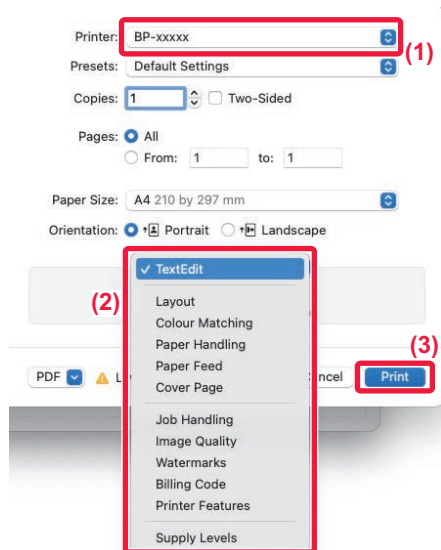 Printer: BP-xxxxx
(1)
Presets: Default Settings
Copies: 1 Two-Sided
Pages: All
From: 1 to: 1
Paper Size: A4 210 by 297 mm
Orientation: Portrait Landscape
(2)
✓ TextEdit
Layout
Colour Matching
Paper Handling
Paper Feed
Cover Page
Job Handling
Image Quality
Watermarks
Billing Code
Printer Features
Supply Levels
(3)
PDF Print